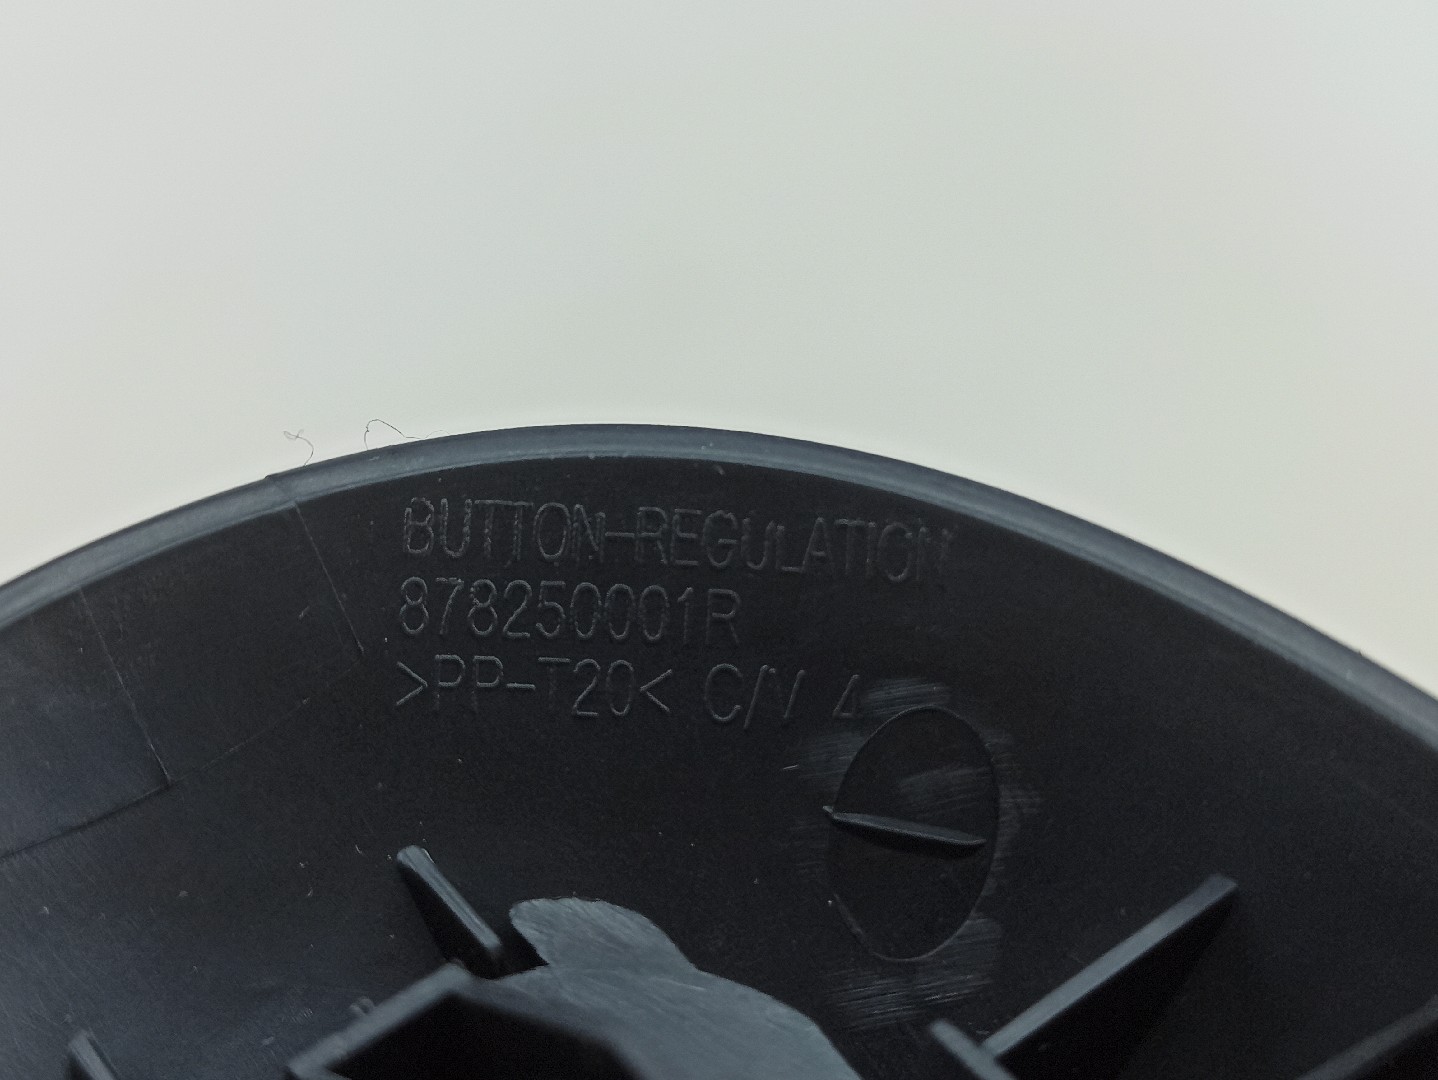 BUTTON-REGULATION
878250001R
>PP-T20< C/V 4